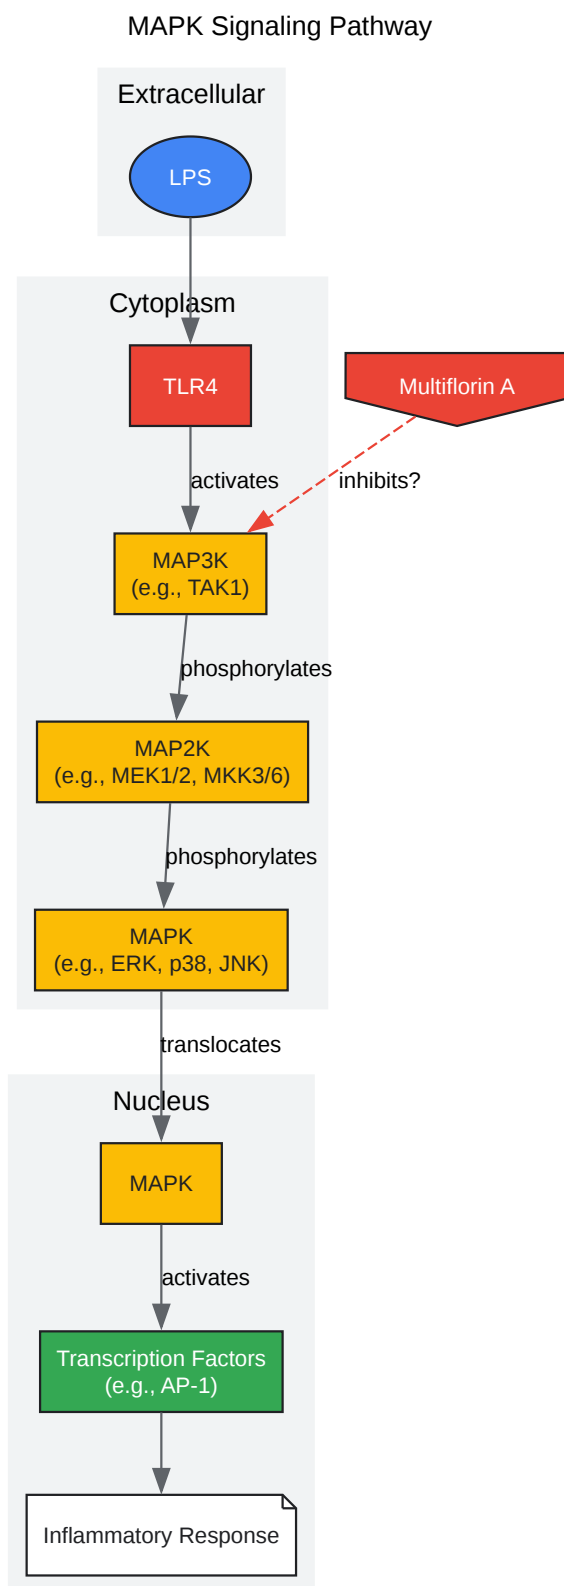 MAPK Signaling Pathway
Extracellular
LPS
Cytoplasm
TLR4
Multiflorin A
activates
inhibits?
MAP3K
(e.g., TAK1)
phosphorylates
MAP2K
(e.g., MEK1/2, MKK3/6)
phosphorylates
MAPK
(e.g., ERK, p38, JNK)
translocates
Nucleus
MAPK
activates
Transcription Factors
(e.g., AP-1)
Inflammatory Response